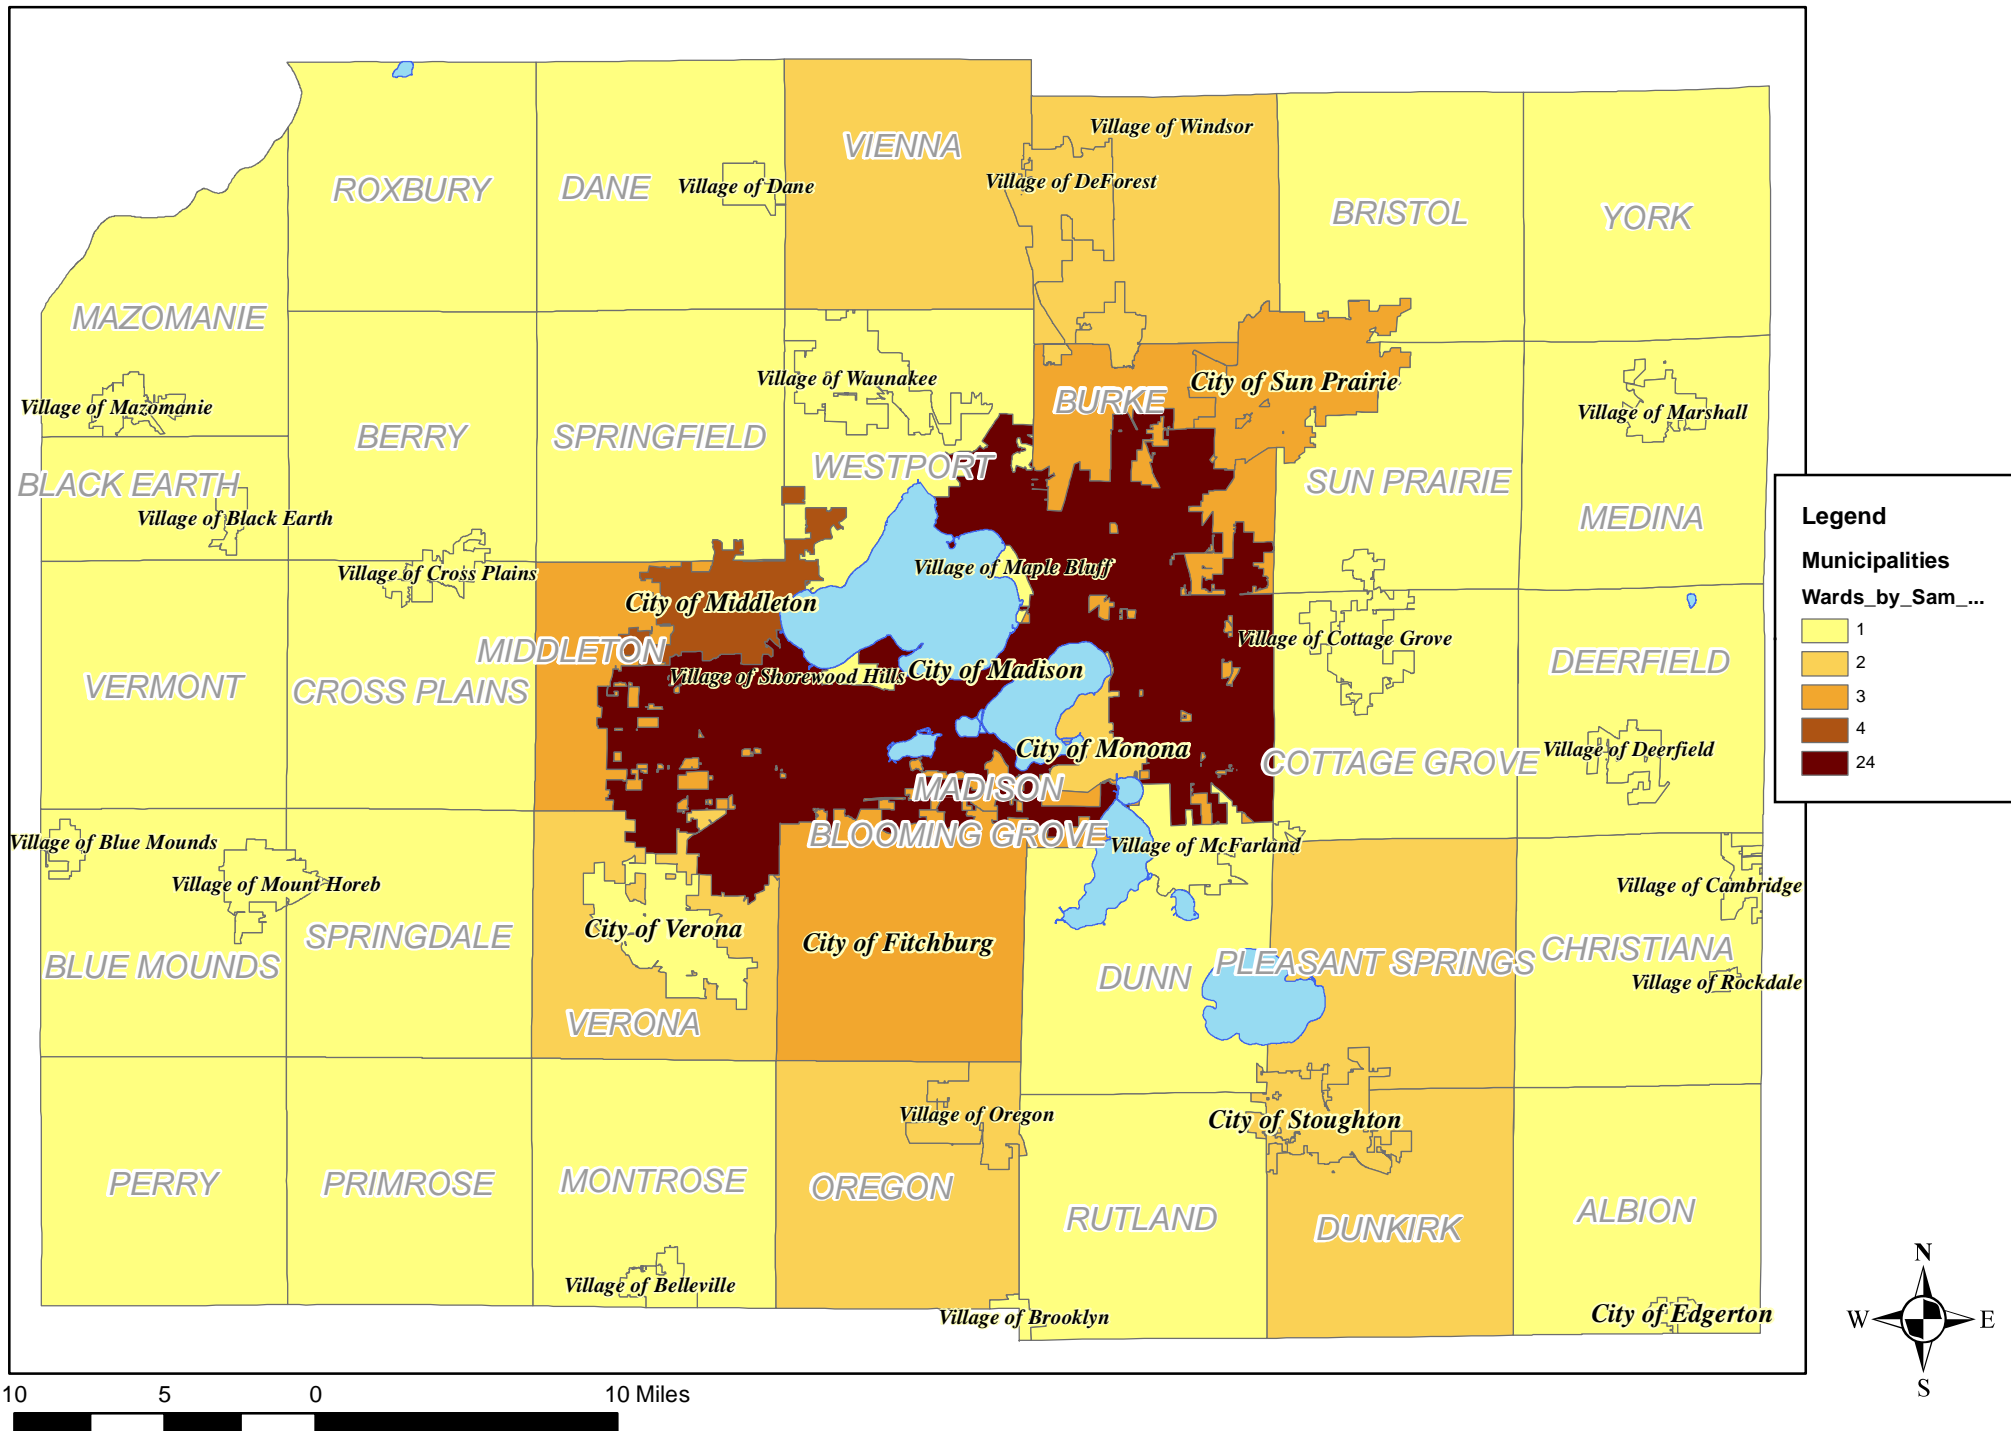 VIENNA
Village of Windsor
ROXBURY
DANE
Village of Dane
Village of DeForest
BRISTOL
YORK
MAZOMANIE
Village of Waunakee
City of Sun Prairie
BURKE
Village of Mazomanie
Village of Marshall
BERRY
SPRINGFIELD
WESTPORT
BLACK EARTH
SUN PRAIRIE
Village of Black Earth
MEDINA
Village of Cross Plains
Village of Maple Bluff
City of Middleton
MIDDLETON
Village of Cottage Grove
Village of Shorewood Hills
City of Madison
DEERFIELD
VERMONT
CROSS PLAINS
City of Monona
Village of Deerfield
COTTAGE GROVE
MADISON
BLOOMING GROVE
Village of Blue Mounds
Village of McFarland
Village of Mount Horeb
Village of Cambridge
City of Verona
City of Fitchburg
SPRINGDALE
CHRISTIANA
BLUE MOUNDS
DUNN
PLEASANT SPRINGS
Village of Rockdale
VERONA
Village of Oregon
City of Stoughton
PERRY
PRIMROSE
MONTROSE
OREGON
RUTLAND
DUNKIRK
ALBION
Village of Belleville
Village of Brooklyn
City of Edgerton
Legend
Municipalities
Wards_by_Sam_...
1
2
3
4
24
N
W E
S
10 5 0 10 Miles